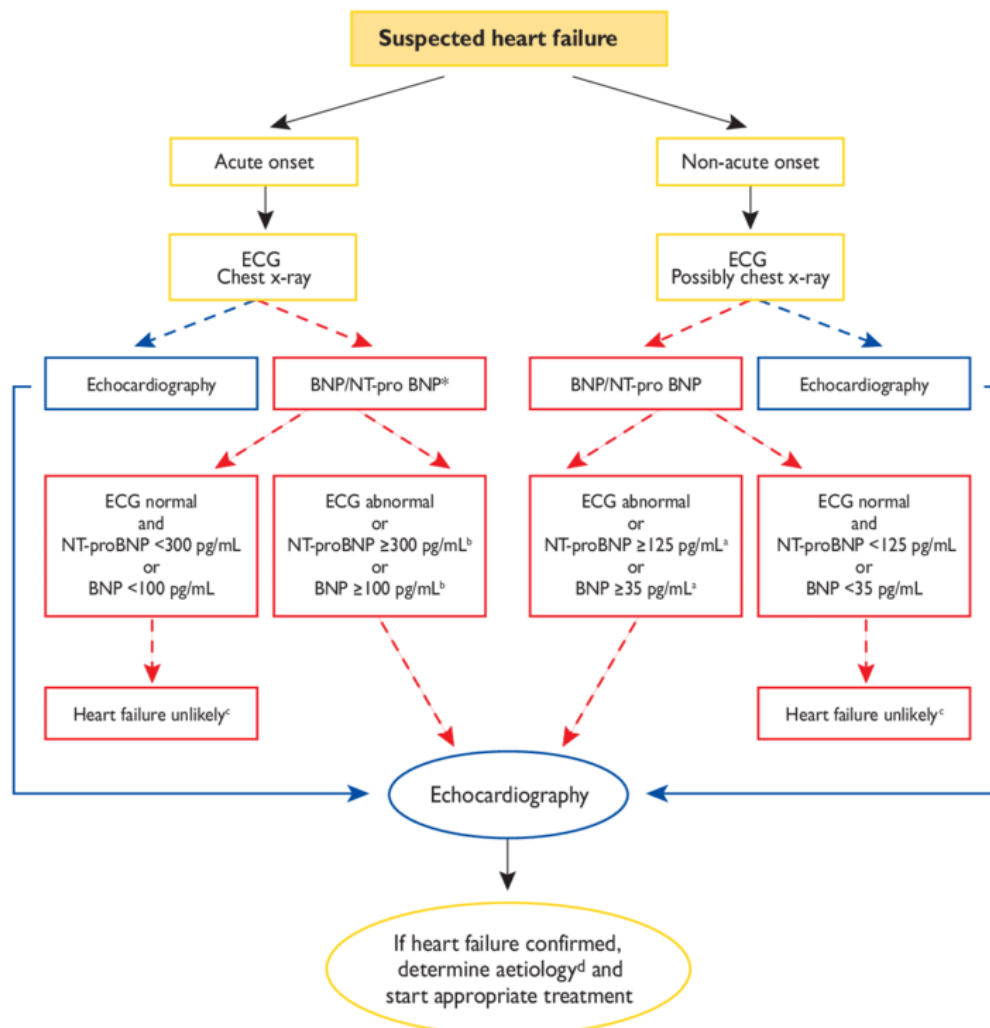 Suspected heart failure
Acute onset
Non-acute onset
ECG
Chest x-ray
ECG
Possibly chest x-ray
Echocardiography
BNP/NT-pro BNP*
BNP/NT-pro BNP
Echocardiography
ECG normal
and
NT-proBNP <300 pg/mL
or
BNP <100 pg/mL
ECG abnormal
or
NT-proBNP ≥300 pg/mLᵇ
or
BNP ≥100 pg/mLᵇ
ECG abnormal
or
NT-proBNP ≥125 pg/mLᵃ
or
BNP ≥35 pg/mLᵃ
ECG normal
and
NT-proBNP <125 pg/mL
or
BNP <35 pg/mL
Heart failure unlikelyᶜ
Heart failure unlikelyᶜ
Echocardiography
If heart failure confirmed,
determine aetiologyᵈ and
start appropriate treatment